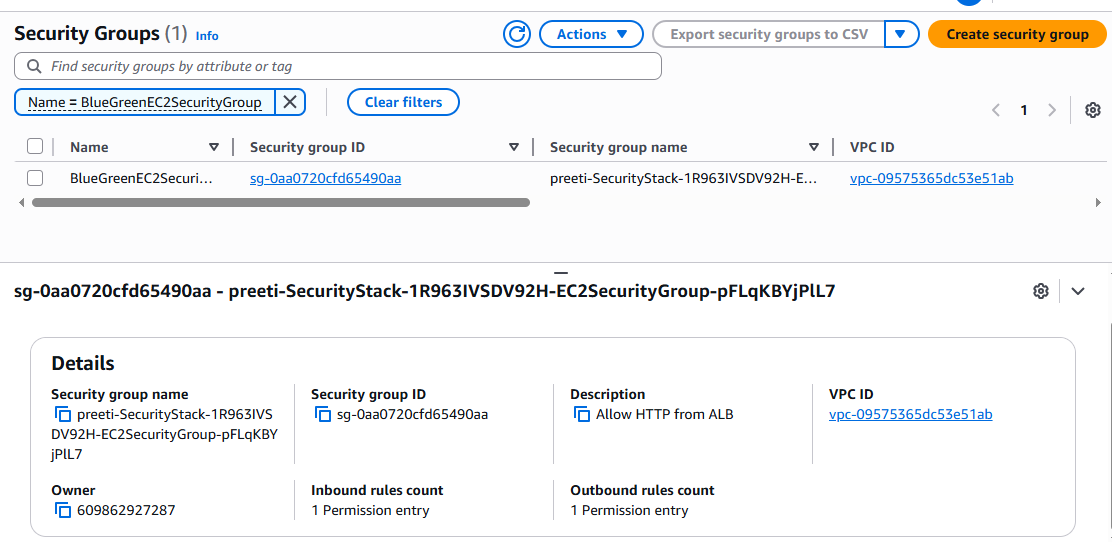 Security Groups (1) Info
Actions
Export security groups to CSV
Create security group
Find security groups by attribute or tag
Name = BlueGreenEC2SecurityGroup
Clear filters
1
Name
Security group ID
Security group name
VPC ID
BlueGreenEC2Securi...
sg-0aa0720cfd65490aa
preeti-SecurityStack-1R963IVSDV92H-E...
vpc-09575365dc53e51ab
sg-0aa0720cfd65490aa - preeti-SecurityStack-1R963IVSDV92H-EC2SecurityGroup-pFLqKBYjPlL7
Details
Security group name
preeti-SecurityStack-1R963IVS
DV92H-EC2SecurityGroup-pFLqKBY
jPlL7
Security group ID
sg-0aa0720cfd65490aa
Description
Allow HTTP from ALB
VPC ID
vpc-09575365dc53e51ab
Owner
609862927287
Inbound rules count
1 Permission entry
Outbound rules count
1 Permission entry